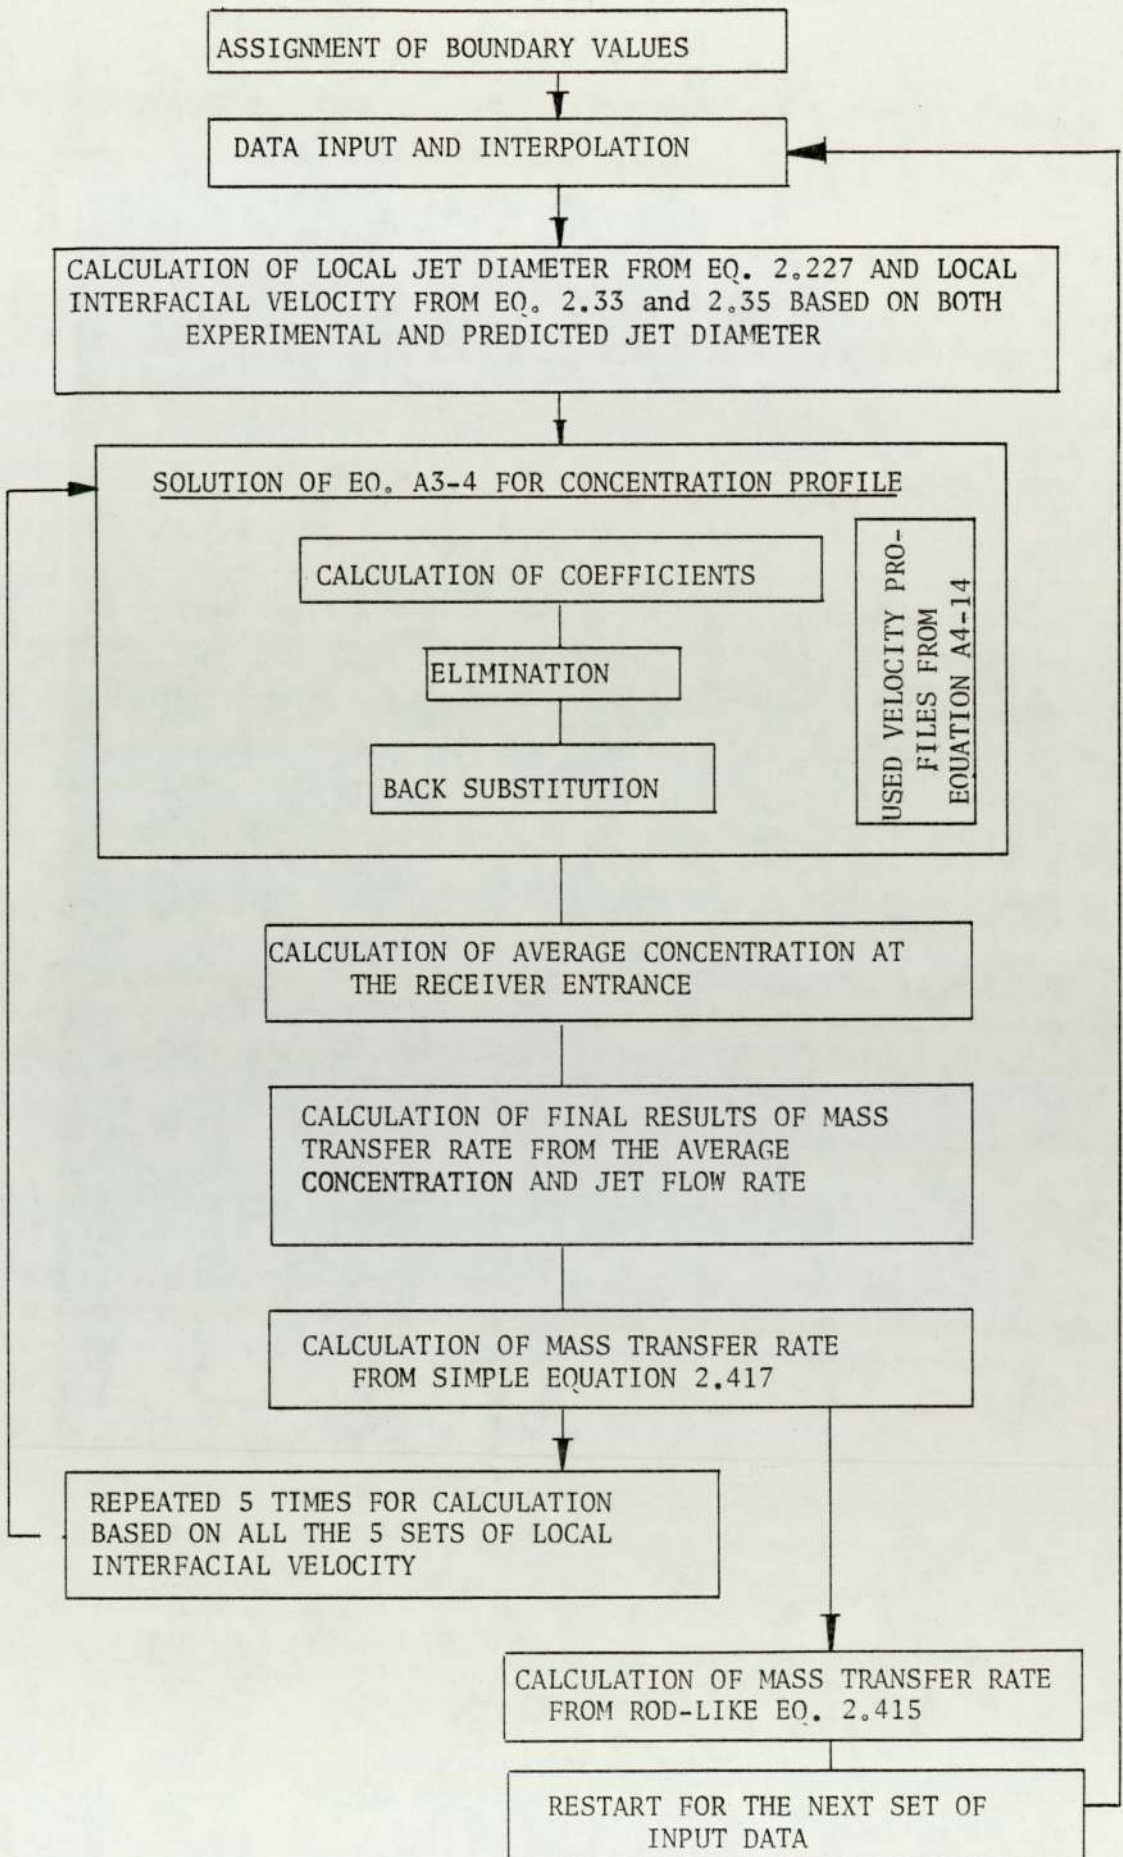 ASSIGNMENT OF BOUNDARY VALUES
DATA INPUT AND INTERPOLATION
CALCULATION OF LOCAL JET DIAMETER FROM EQ. 2.227 AND LOCAL
INTERFACIAL VELOCITY FROM EQ. 2.33 and 2.35 BASED ON BOTH
EXPERIMENTAL AND PREDICTED JET DIAMETER
SOLUTION OF EQ. A3-4 FOR CONCENTRATION PROFILE
CALCULATION OF COEFFICIENTS
ELIMINATION
BACK SUBSTITUTION
USED VELOCITY PRO-
FILES FROM
EQUATION A4-14
CALCULATION OF AVERAGE CONCENTRATION AT
THE RECEIVER ENTRANCE
CALCULATION OF FINAL RESULTS OF MASS
TRANSFER RATE FROM THE AVERAGE
CONCENTRATION AND JET FLOW RATE
CALCULATION OF MASS TRANSFER RATE
FROM SIMPLE EQUATION 2.417
REPEATED 5 TIMES FOR CALCULATION
BASED ON ALL THE 5 SETS OF LOCAL
INTERFACIAL VELOCITY
CALCULATION OF MASS TRANSFER RATE
FROM ROD-LIKE EQ. 2.415
RESTART FOR THE NEXT SET OF
INPUT DATA